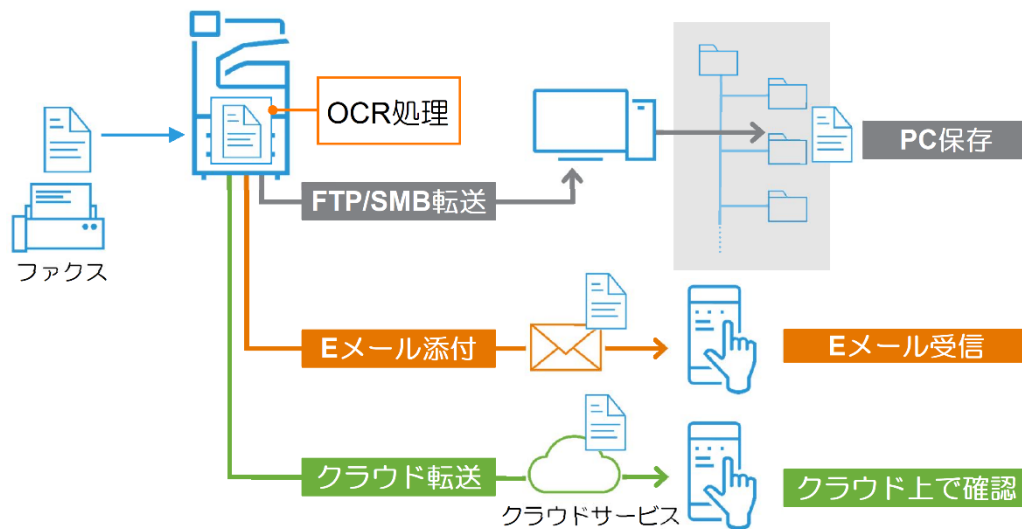 OCR処理
PC保存
FTP/SMB転送
ファクス
Eメール添付
Eメール受信
クラウド転送
クラウドサービス
クラウド上で確認